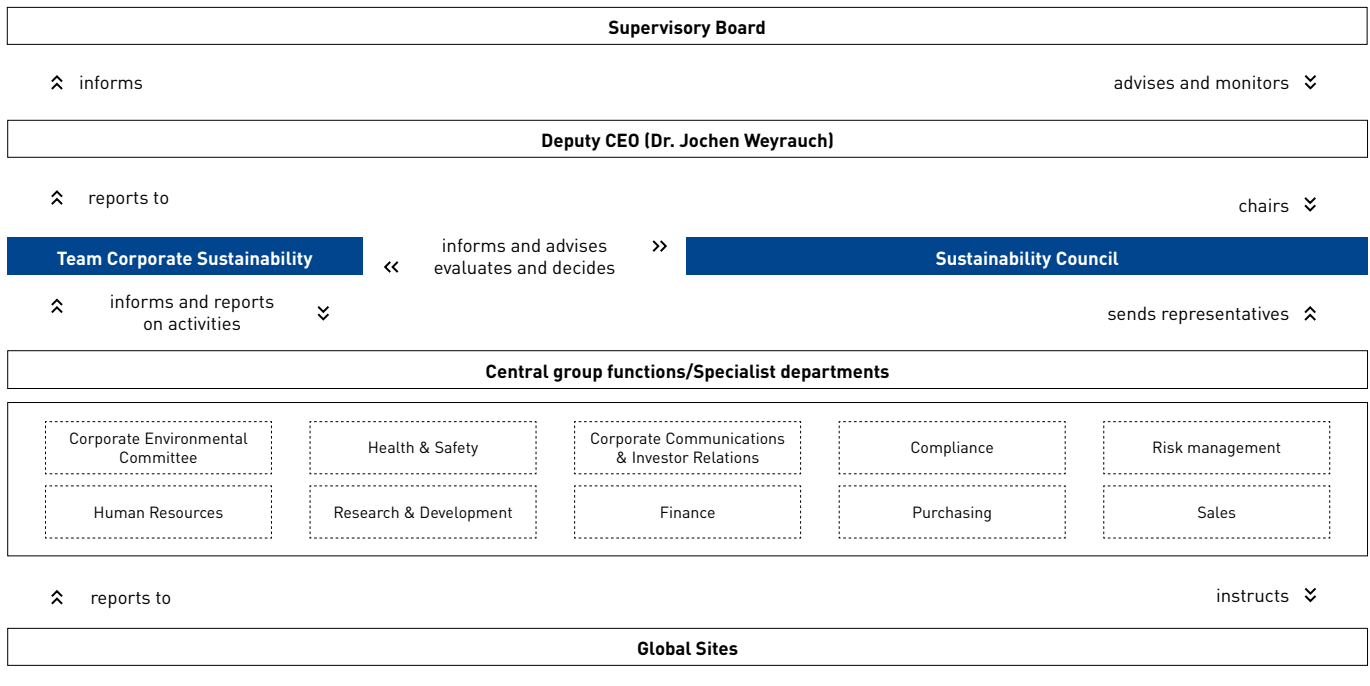 Supervisory Board
informs
advises and monitors
Deputy CEO (Dr. Jochen Weyrauch)
reports to
chairs
Team Corporate Sustainability
informs and advises
evaluates and decides
Sustainability Council
informs and reports
on activities
sends representatives
Central group functions/Specialist departments
Corporate Environmental
Committee
Health & Safety
Corporate Communications
& Investor Relations
Compliance
Risk management
Human Resources
Research & Development
Finance
Purchasing
Sales
reports to
instructs
Global Sites